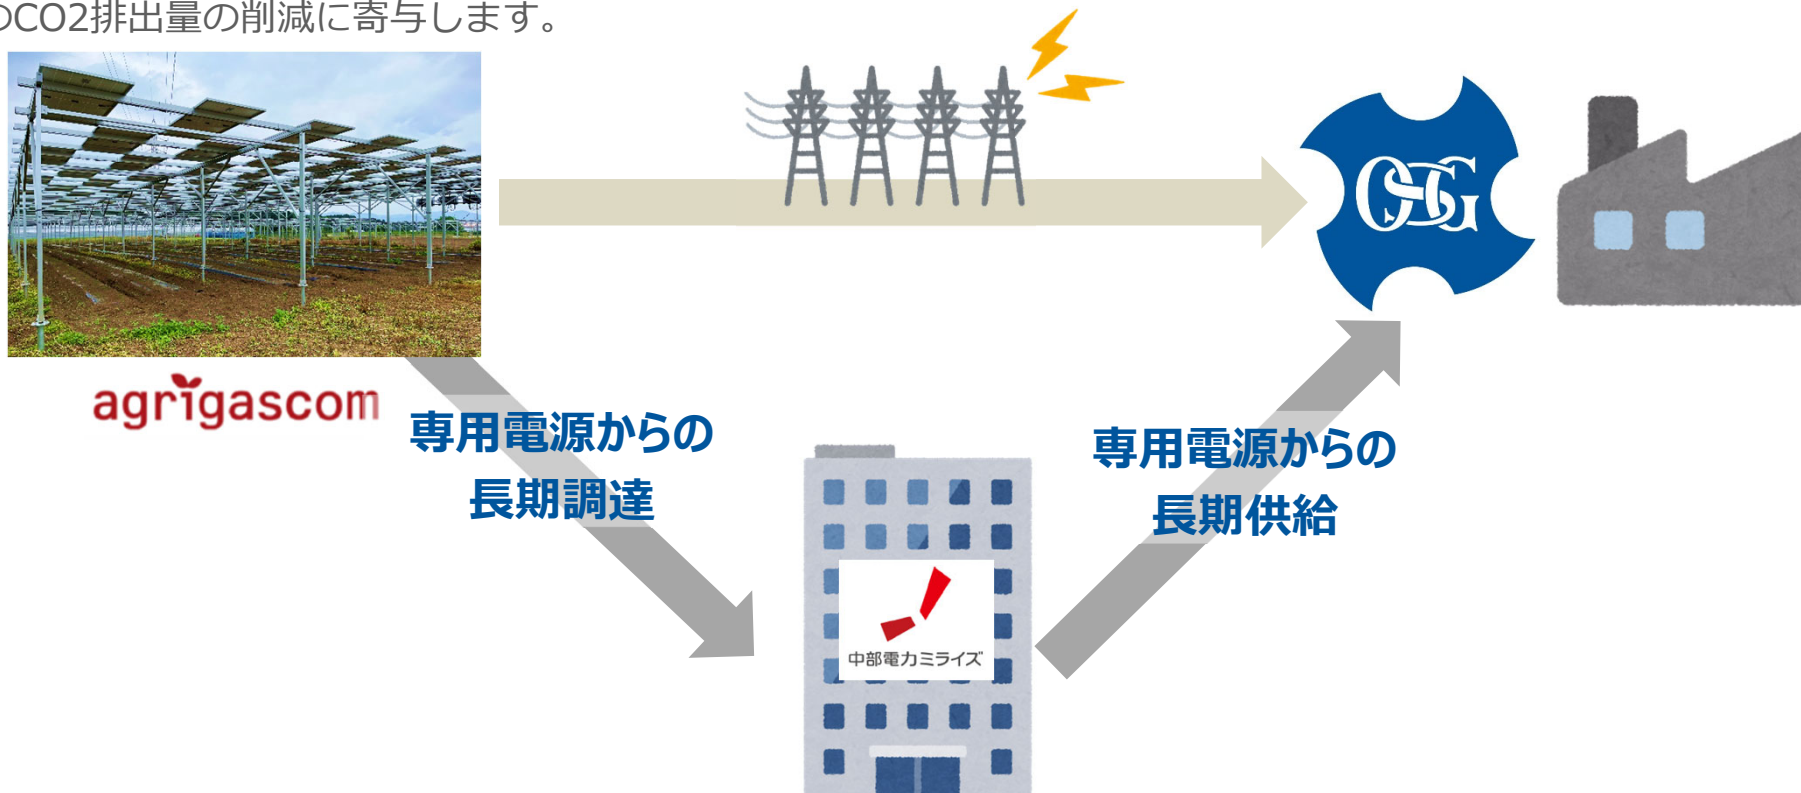 のCO2排出量の削減に寄与します。
OSG
agrigascom
専用電源からの
長期調達
専用電源からの
長期供給
中部電力ミライズ